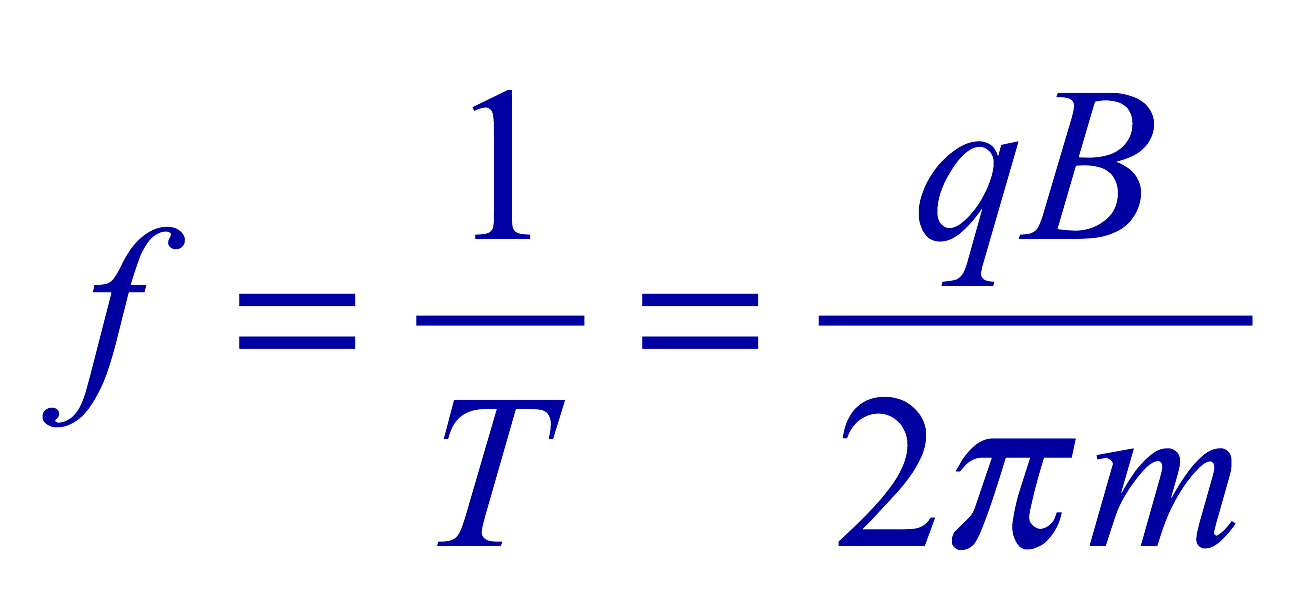 f = 1/T = qB/2πm